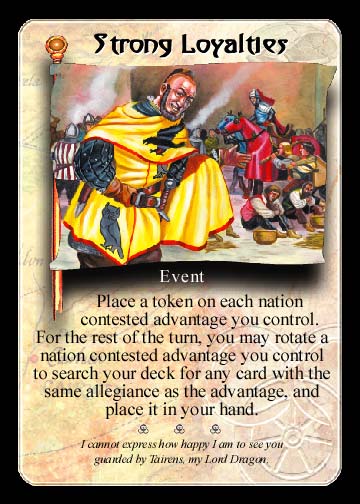 Strong Loyalties
Event
Place a token on each nation
contested advantage you control.
For the rest of the turn, you may rotate a
nation contested advantage you control
to search your deck for any card with the
same allegiance as the advantage, and
place it in your hand.
I cannot express how happy I am to see you
guarded by Tairens, my Lord Dragon.